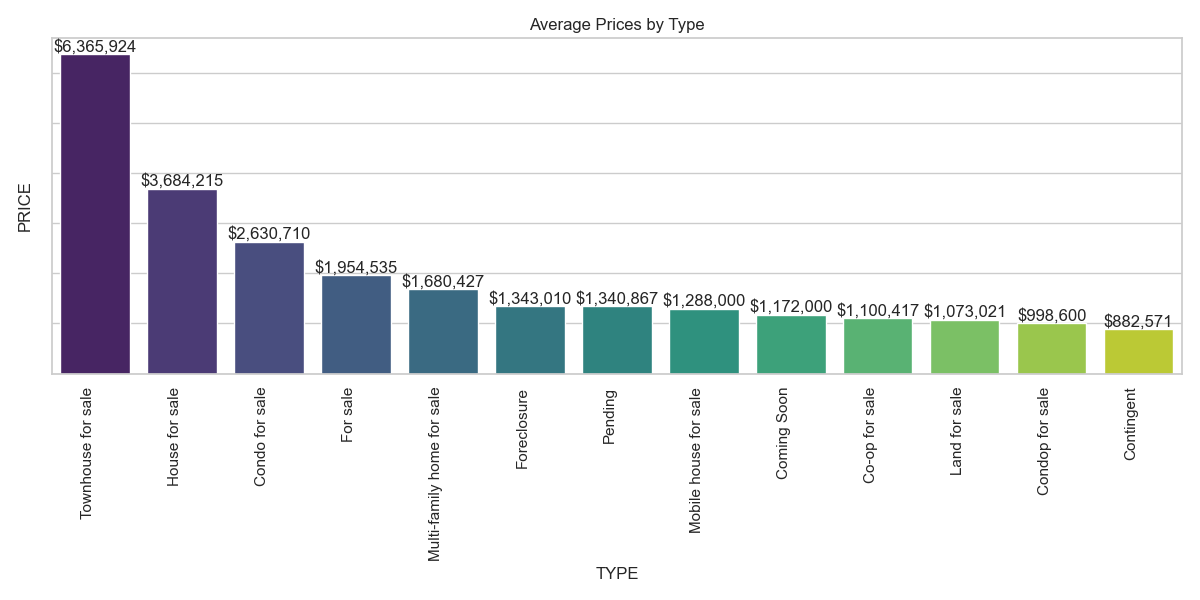 Average Prices by Type
PRICE
$6,365,924
$3,684,215
$2,630,710
$1,954,535
$1,680,427
$1,343,010
$1,340,867
$1,288,000
$1,172,000
$1,100,417
$1,073,021
$998,600
$882,571
Townhouse for sale
House for sale
Condo for sale
For sale
Multi-family home for sale
Foreclosure
Pending
Mobile house for sale
Coming Soon
Co-op for sale
Land for sale
Condop for sale
Contingent
TYPE